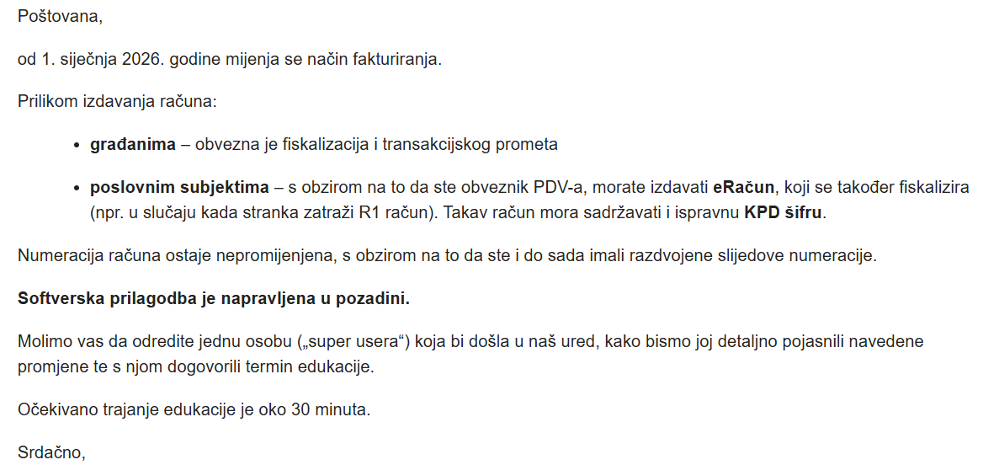 Poštovana,
od 1. siječnja 2026. godine mijenja se način fakturiranja.
Prilikom izdavanja računa:
• građanima – obvezna je fiskalizacija i transakcijskog prometa
• poslovnim subjektima – s obzirom na to da ste obveznik PDV-a, morate izdavati eRačun, koji se također fiskalizira
(npr. u slučaju kada stranka zatraži R1 račun). Takav račun mora sadržavati i ispravnu KPD šifru.
Numeracija računa ostaje nepromijenjena, s obzirom na to da ste i do sada imali razdvojene slijedove numeracije.
Softverska prilagodba je napravljena u pozadini.
Molimo vas da odredite jednu osobu („super usera“) koja bi došla u naš ured, kako bismo joj detaljno pojasnili navedene
promjene te s njom dogovorili termin edukacije.
Očekivano trajanje edukacije je oko 30 minuta.
Srdačno,